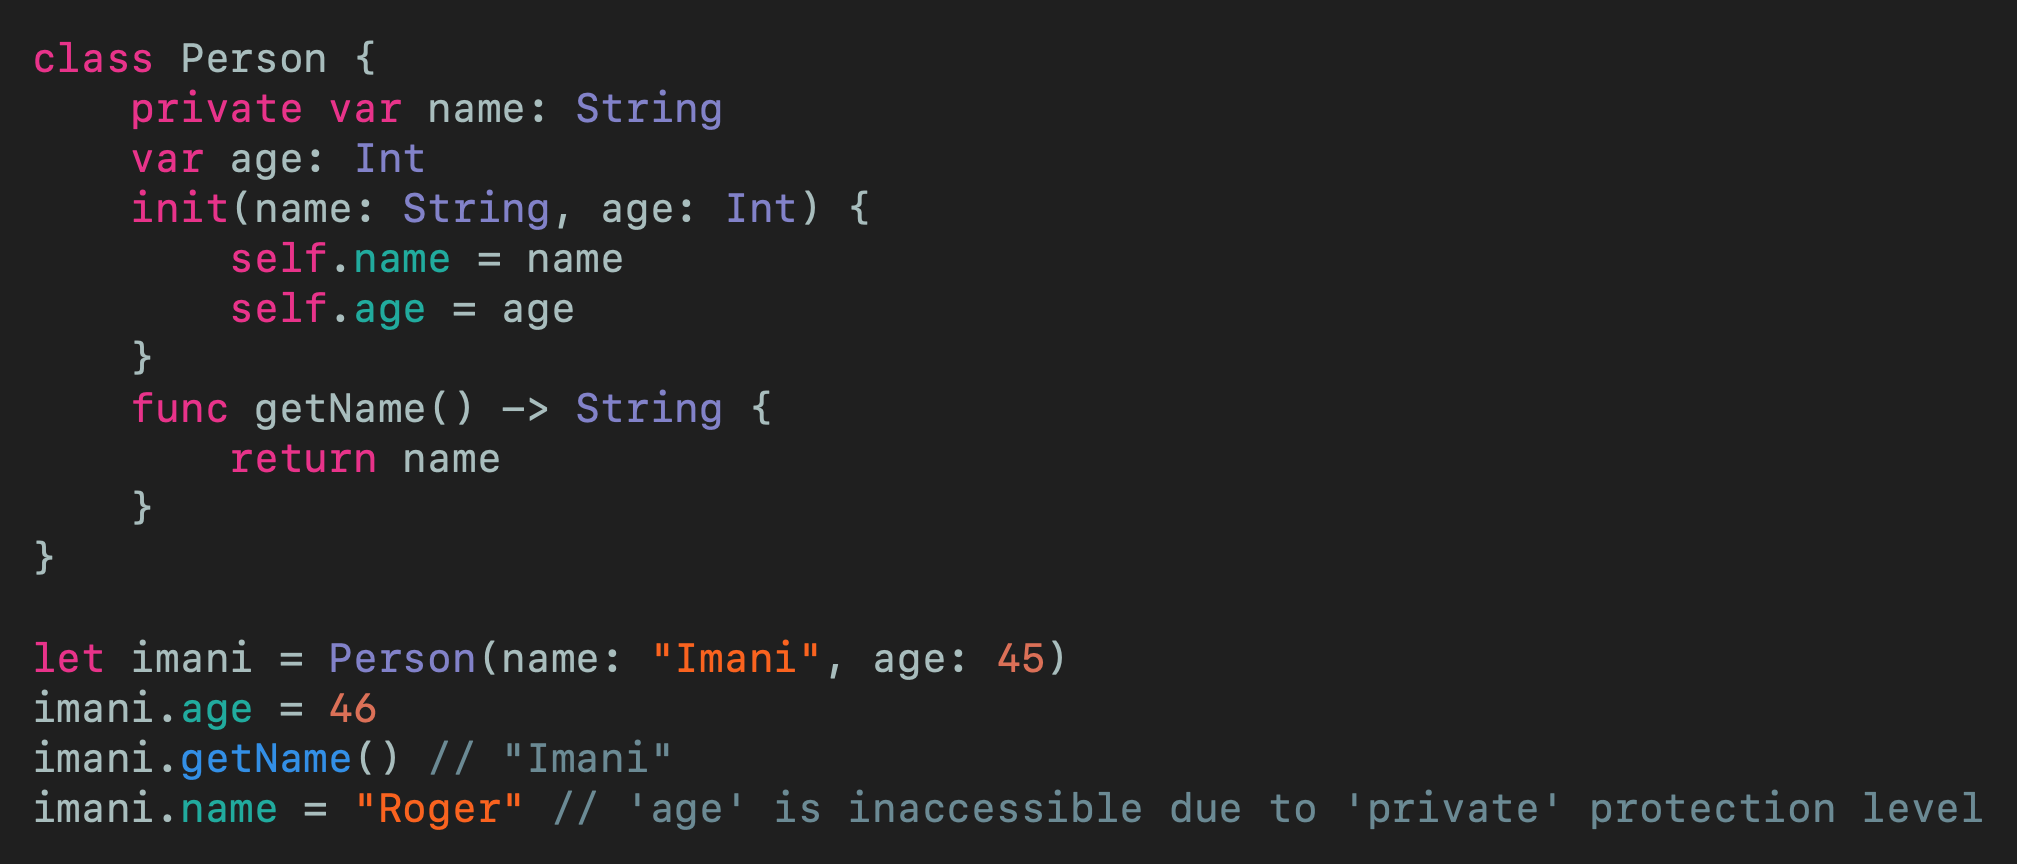 class Person {
    private var name: String
    var age: Int
    init(name: String, age: Int) {
        self.name = name
        self.age = age
    }
    func getName() -> String {
        return name
    }
}

let imani = Person(name: "Imani", age: 45)
imani.age = 46
imani.getName() // "Imani"
imani.name = "Roger" // 'age' is inaccessible due to 'private' protection level